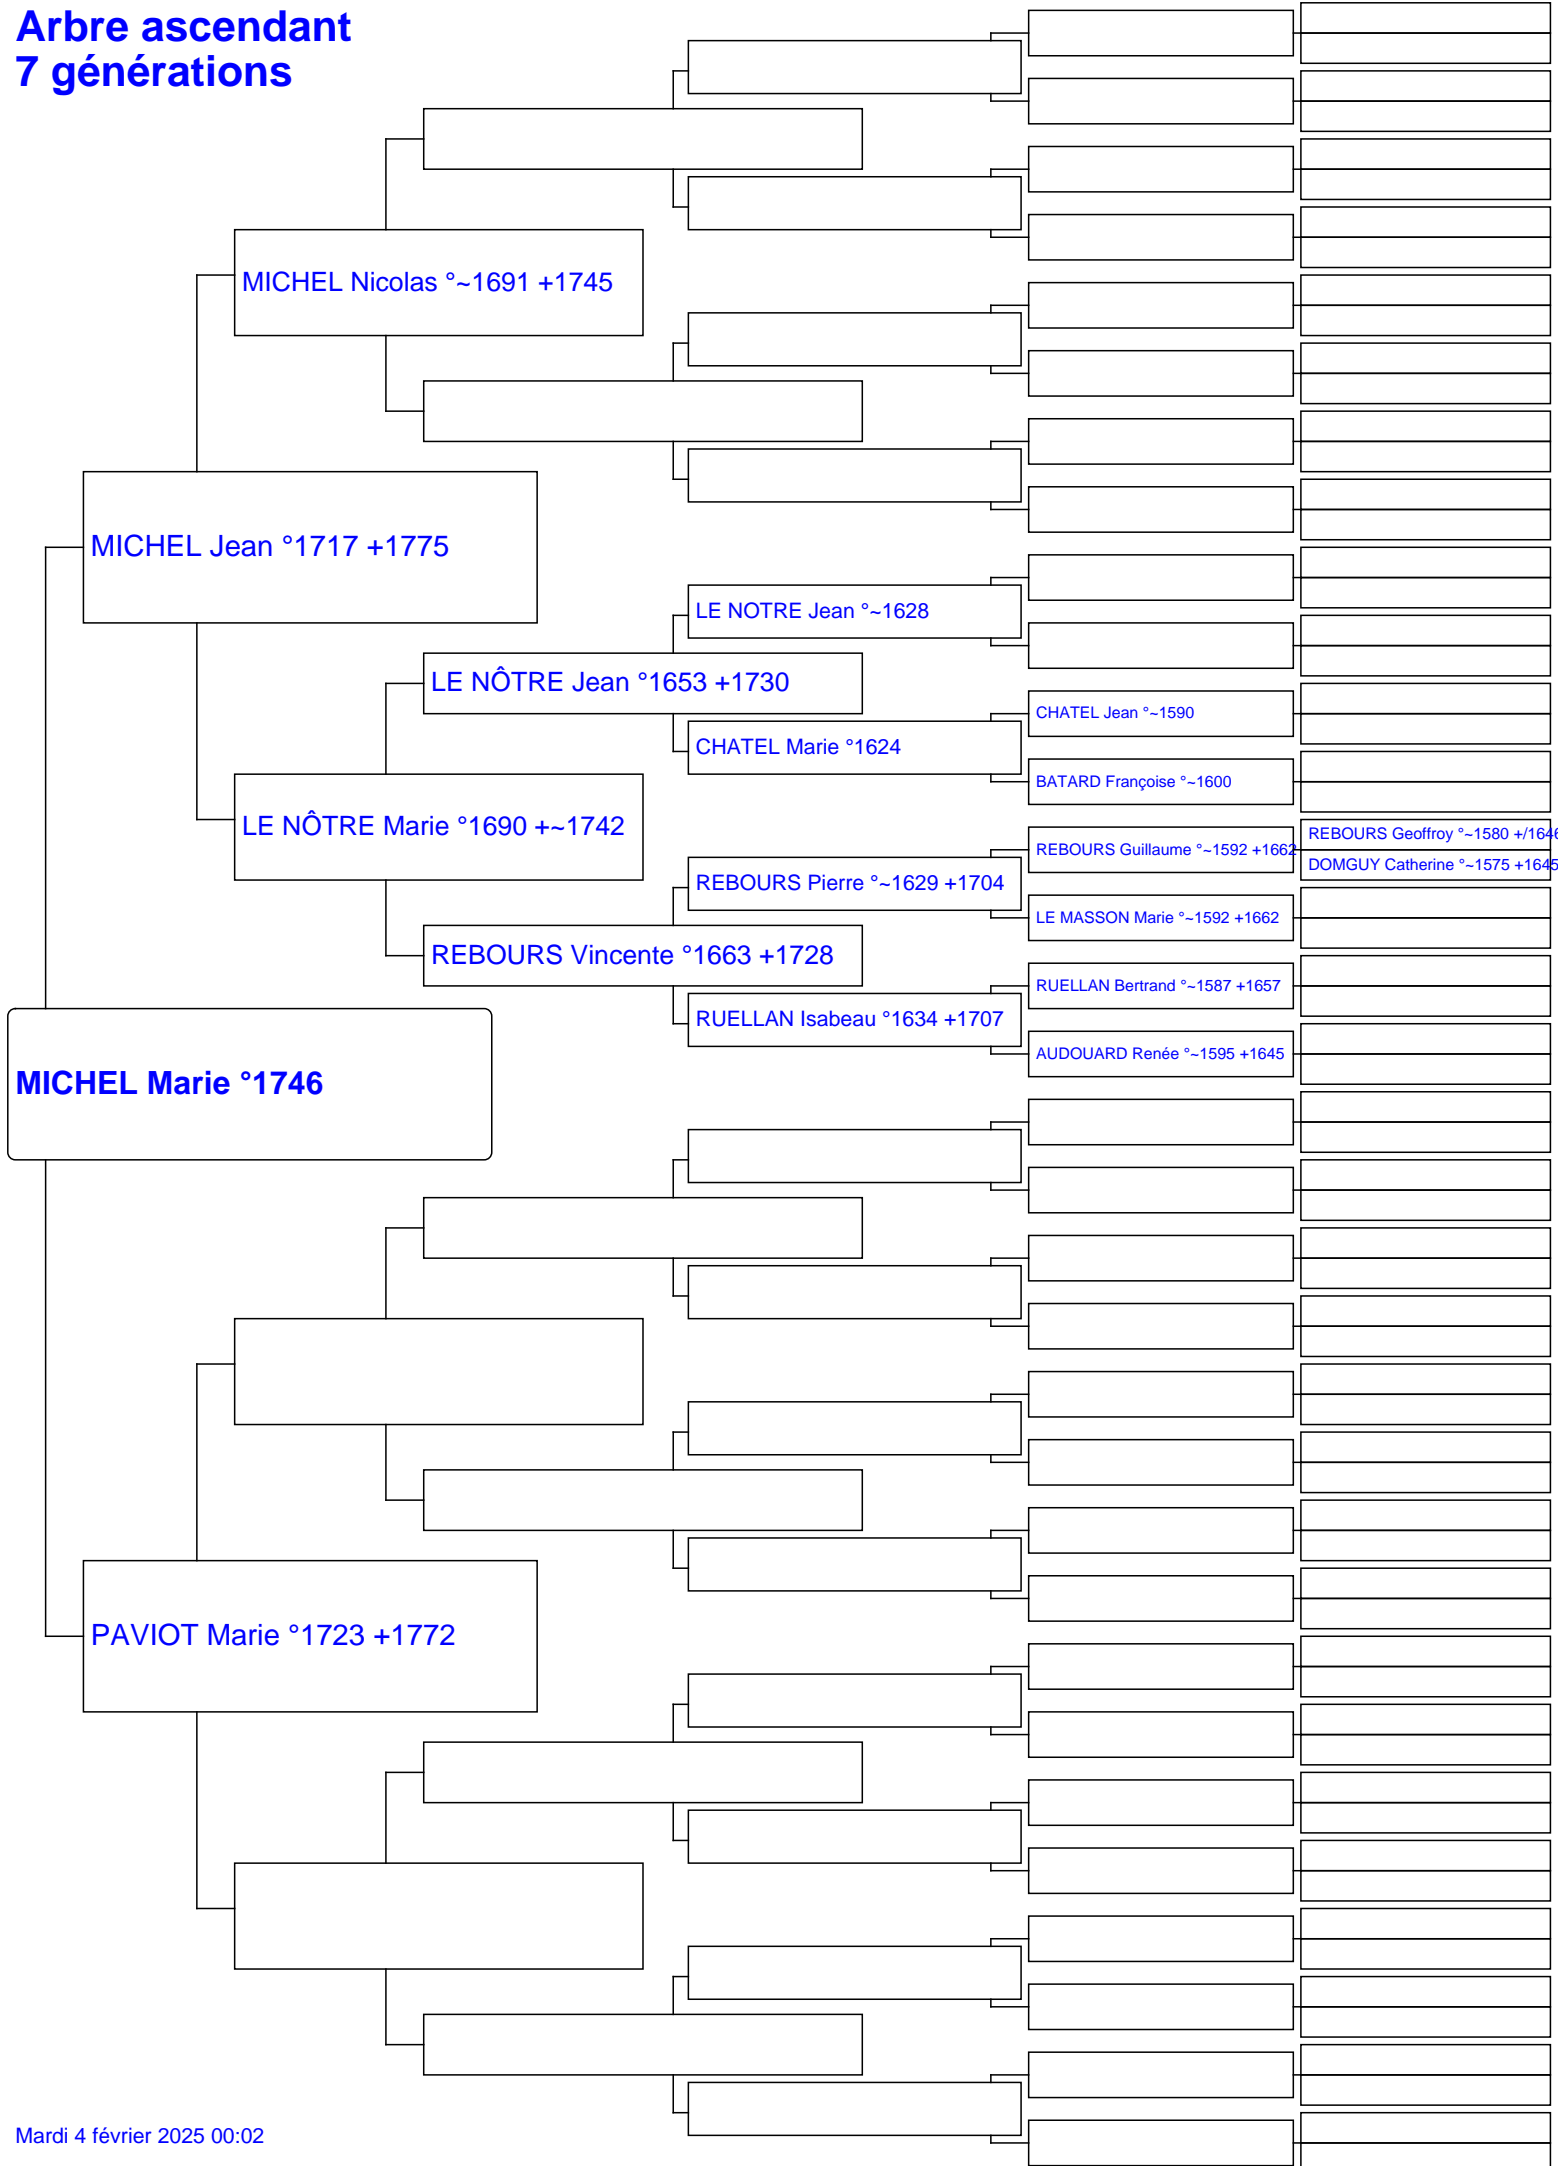 Arbre ascendant
7 générations
MICHEL Nicolas °~1691 +1745
MICHEL Jean °1717 +1775
LE NOTRE Jean °~1628
LE NÔTRE Jean °1653 +1730
CHATEL Jean °~1590
CHATEL Marie °1624
BATARD Françoise °~1600
LE NÔTRE Marie °1690 +~1742
REBOURS Geoffroy °~1580 +/1646
REBOURS Guillaume °~1592 +1662
DOMGUY Catherine °~1575 +1645
REBOURS Pierre °~1629 +1704
LE MASSON Marie °~1592 +1662
REBOURS Vincente °1663 +1728
RUELLAN Bertrand °~1587 +1657
RUELLAN Isabeau °1634 +1707
AUDOUARD Renée °~1595 +1645
MICHEL Marie °1746
PAVIOT Marie °1723 +1772
Mardi 4 février 2025 00:02